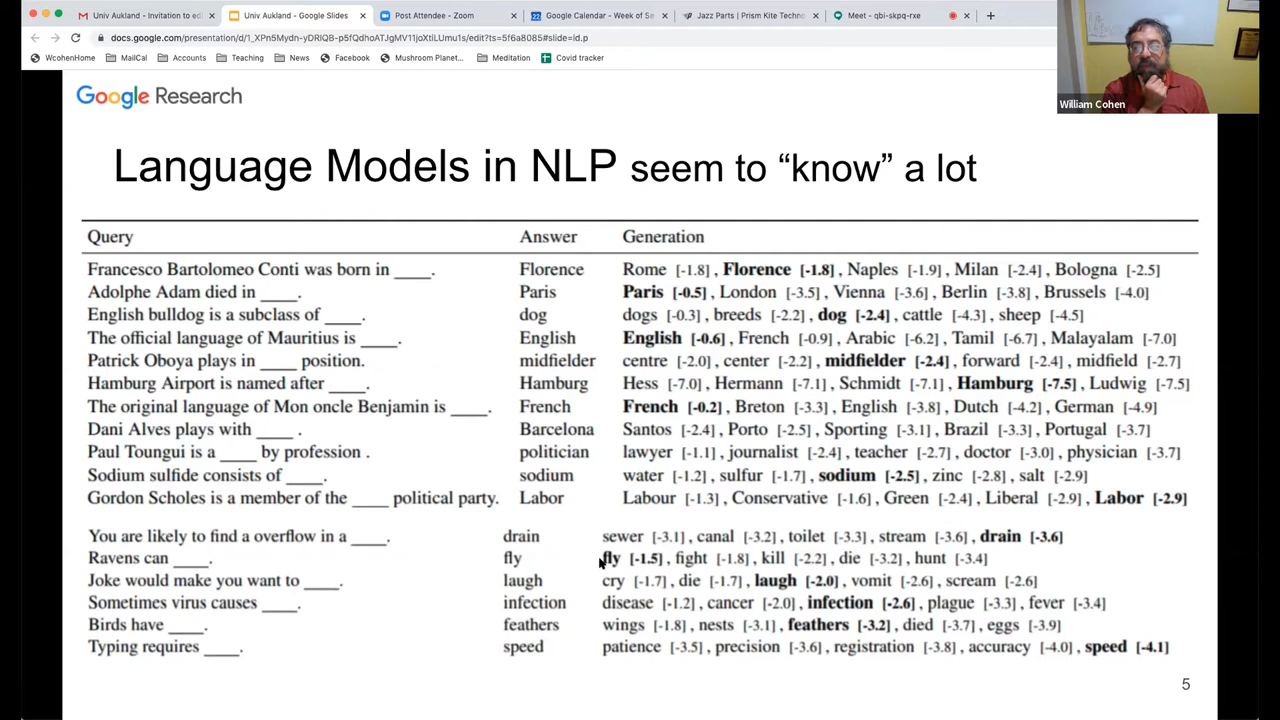 Univ Aukland - Invitation to edi
Univ Aukland - Google Slides
Post Attendee - Zoom
Google Calendar - Week of Se
Jazz Parts | Prism Kite Techno
Meet - qbi-skpq-rxe
docs.google.com/presentation/d/1_XPn5Mydn-yDRIQB-p5fQdhoATJgMV11joXtiLUmu1s/edit?ts=5f6a8085#slide=id.p
WcohenHome MailCal Accounts Teaching News Facebook Mushroom Planet... Meditation Covid tracker
William Cohen
Google Research
Language Models in NLP seem to “know” a lot
Query Answer Generation
Francesco Bartolomeo Conti was born in ____. Florence Rome [-1.8] , Florence [-1.8] , Naples [-1.9] , Milan [-2.4] , Bologna [-2.5]
Adolphe Adam died in ____. Paris Paris [-0.5] , London [-3.5] , Vienna [-3.6] , Berlin [-3.8] , Brussels [-4.0]
English bulldog is a subclass of ____. dog dogs [-0.3] , breeds [-2.2] , dog [-2.4] , cattle [-4.3] , sheep [-4.5]
The official language of Mauritius is ____. English English [-0.6] , French [-0.9] , Arabic [-6.2] , Tamil [-6.7] , Malayalam [-7.0]
Patrick Oboya plays in ____ position. midfielder centre [-2.0] , center [-2.2] , midfielder [-2.4] , forward [-2.4] , midfield [-2.7]
Hamburg Airport is named after ____. Hamburg Hess [-7.0] , Hermann [-7.1] , Schmidt [-7.1] , Hamburg [-7.5] , Ludwig [-7.5]
The original language of Mon oncle Benjamin is ____. French French [-0.2] , Breton [-3.3] , English [-3.8] , Dutch [-4.2] , German [-4.9]
Dani Alves plays with ____ . Barcelona Santos [-2.4] , Porto [-2.5] , Sporting [-3.1] , Brazil [-3.3] , Portugal [-3.7]
Paul Toungui is a ____ by profession . politician lawyer [-1.1] , journalist [-2.4] , teacher [-2.7] , doctor [-3.0] , physician [-3.7]
Sodium sulfide consists of ____. sodium water [-1.2] , sulfur [-1.7] , sodium [-2.5] , zinc [-2.8] , salt [-2.9]
Gordon Scholes is a member of the ____ political party. Labor Labour [-1.3] , Conservative [-1.6] , Green [-2.4] , Liberal [-2.9] , Labor [-2.9]
You are likely to find a overflow in a ____. drain sewer [-3.1] , canal [-3.2] , toilet [-3.3] , stream [-3.6] , drain [-3.6]
Ravens can ____. fly fly [-1.5] , fight [-1.8] , kill [-2.2] , die [-3.2] , hunt [-3.4]
Joke would make you want to ____. laugh cry [-1.7] , die [-1.7] , laugh [-2.0] , vomit [-2.6] , scream [-2.6]
Sometimes virus causes ____. infection disease [-1.2] , cancer [-2.0] , infection [-2.6] , plague [-3.3] , fever [-3.4]
Birds have ____. feathers wings [-1.8] , nests [-3.1] , feathers [-3.2] , died [-3.7] , eggs [-3.9]
Typing requires ____. speed patience [-3.5] , precision [-3.6] , registration [-3.8] , accuracy [-4.0] , speed [-4.1]
5